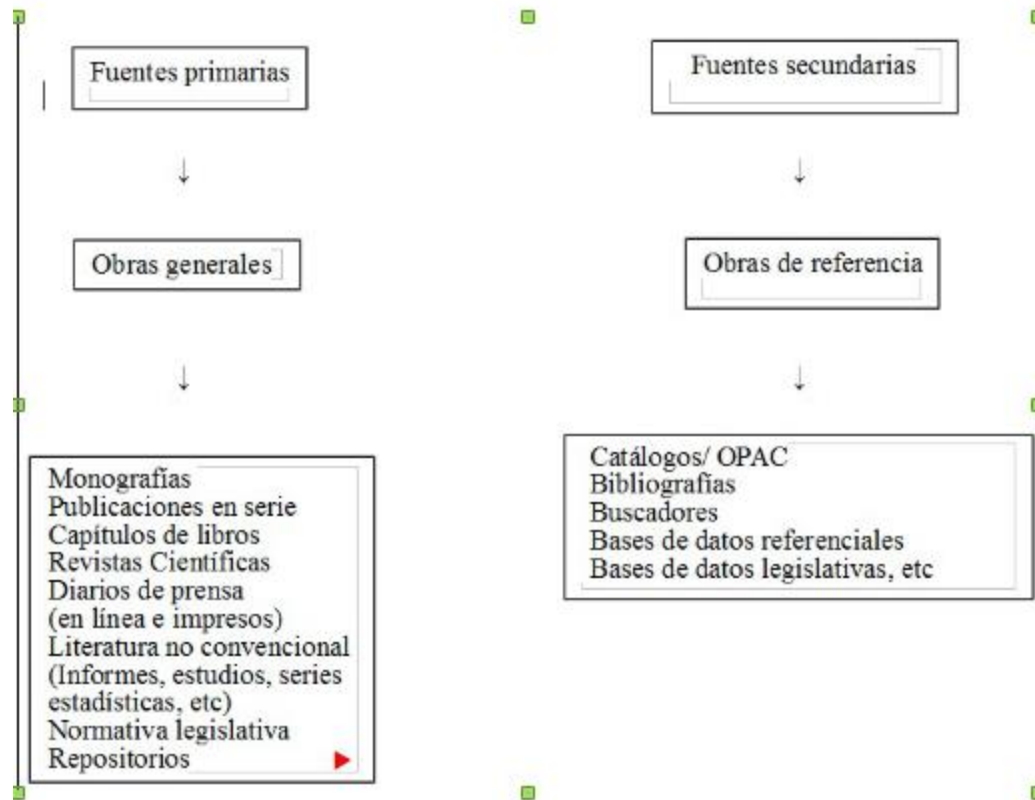 Fuentes primarias
↓
Obras generales
↓
Monografías
Publicaciones en serie
Capítulos de libros
Revistas Científicas
Diarios de prensa
(en línea e impresos)
Literatura no convencional
(Informes, estudios, series
estadísticas, etc)
Normativa legislativa
Repositorios
Fuentes secundarias
↓
Obras de referencia
↓
Catálogos/ OPAC
Bibliografías
Buscadores
Bases de datos referenciales
Bases de datos legislativas, etc